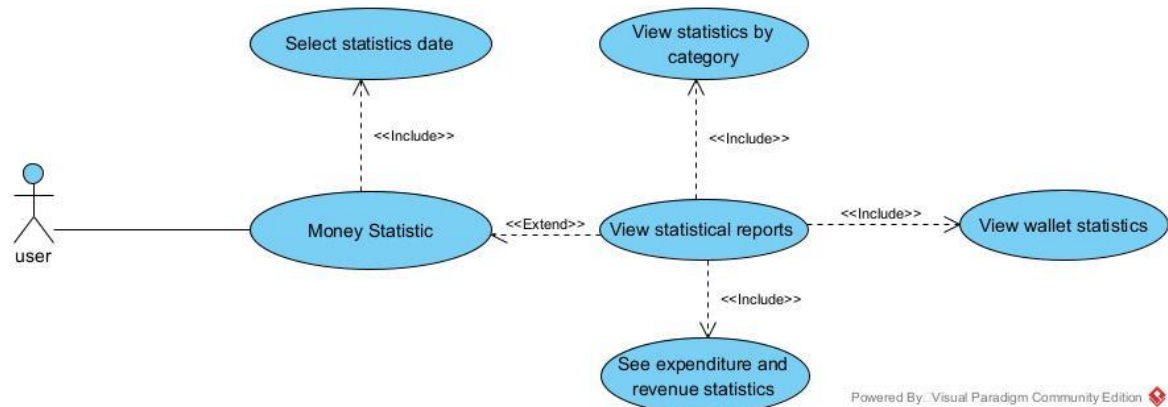 Select statistics date
View statistics by
category
<<Include>>
<<Include>>
user
Money Statistic
<<Extend>>
View statistical reports
<<Include>>
View wallet statistics
<<Include>>
See expenditure and
revenue statistics
Powered By Visual Paradigm Community Edition